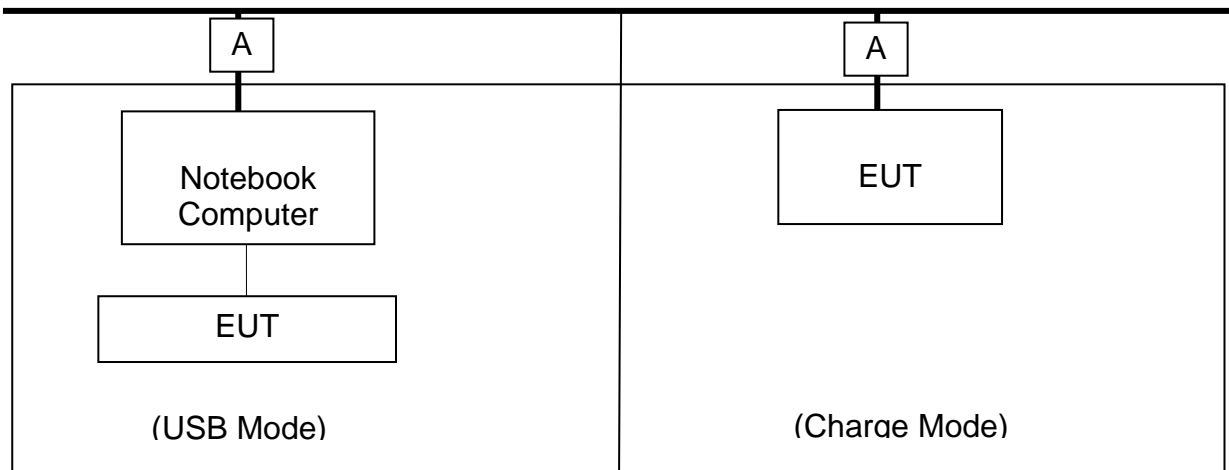 A
A
Notebook
Computer
EUT
EUT
(USB Mode)
(Charge Mode)